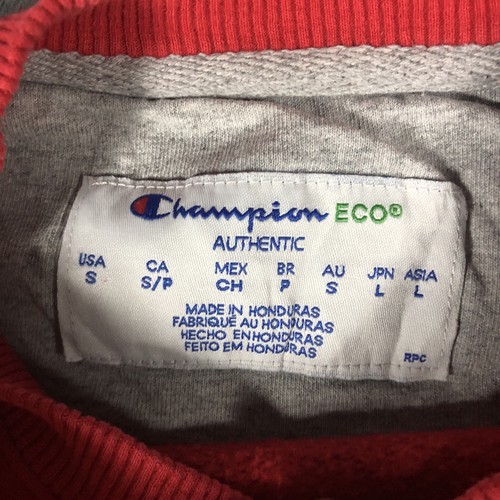 Champion ECO®
AUTHENTIC
USA CA MEX BR AU JPN ASIA
S S/P CH P S L L
MADE IN HONDURAS
FABRIQUÉ AU HONDURAS
HECHO EN HONDURAS
FEITO EM HONDURAS
RPC